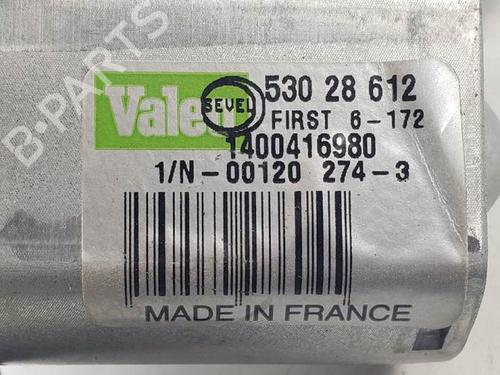 B-PARTS
Valeo
SEVEL
530 28 612
FIRST 6-172
1400416980
1/N-00120 274-3
MADE IN FRANCE